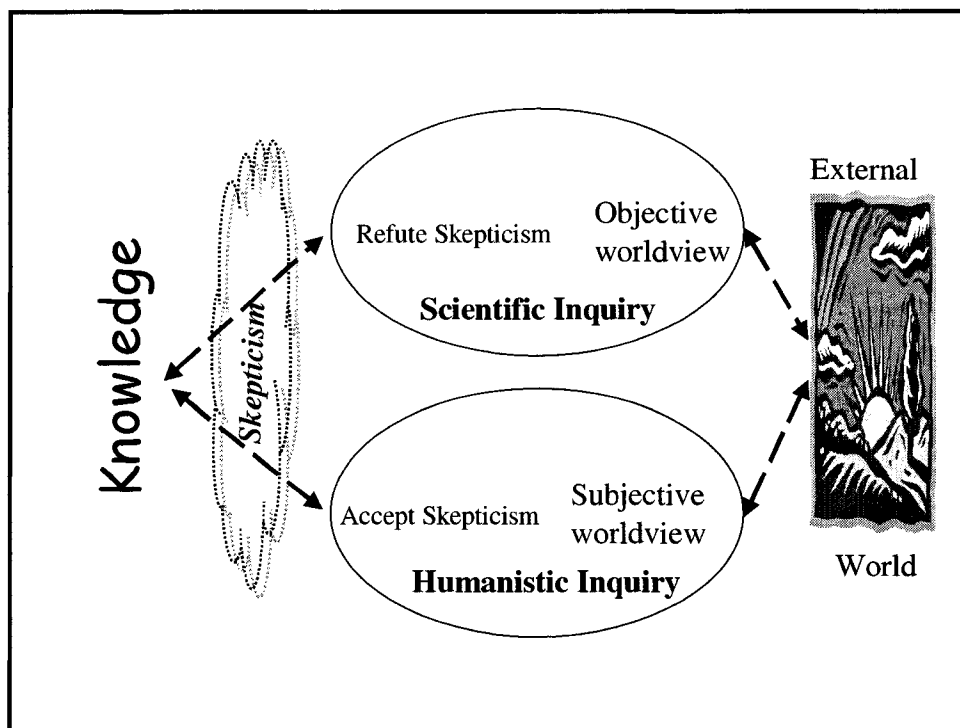 Knowledge
Skepticism
Refute Skepticism
Objective
worldview
Scientific Inquiry
Accept Skepticism
Subjective
worldview
Humanistic Inquiry
External
World